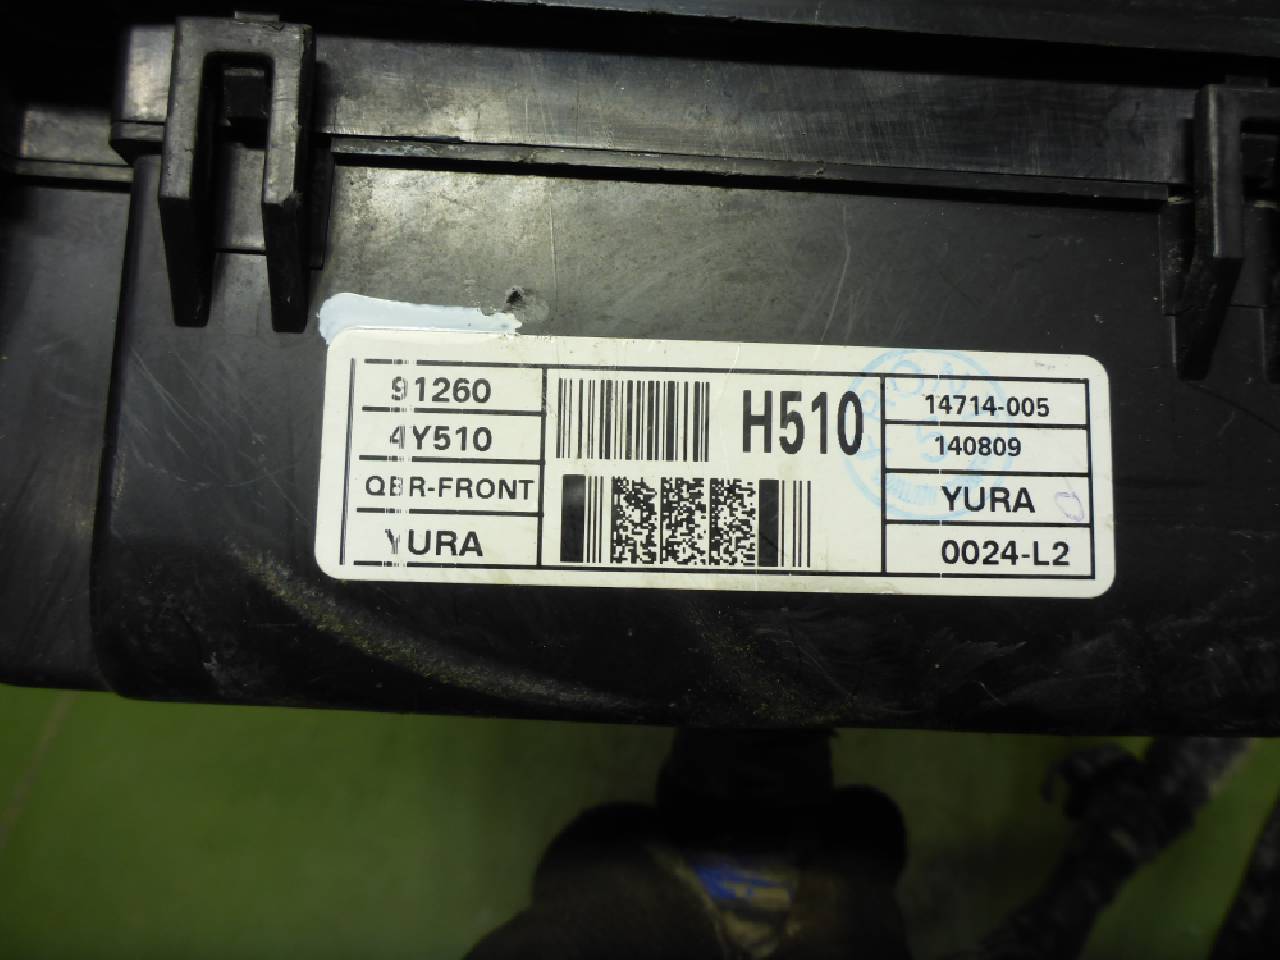 91260
4Y510
QBR-FRONT
YURA
H510
14714-005
140809
YURA
0024-L2